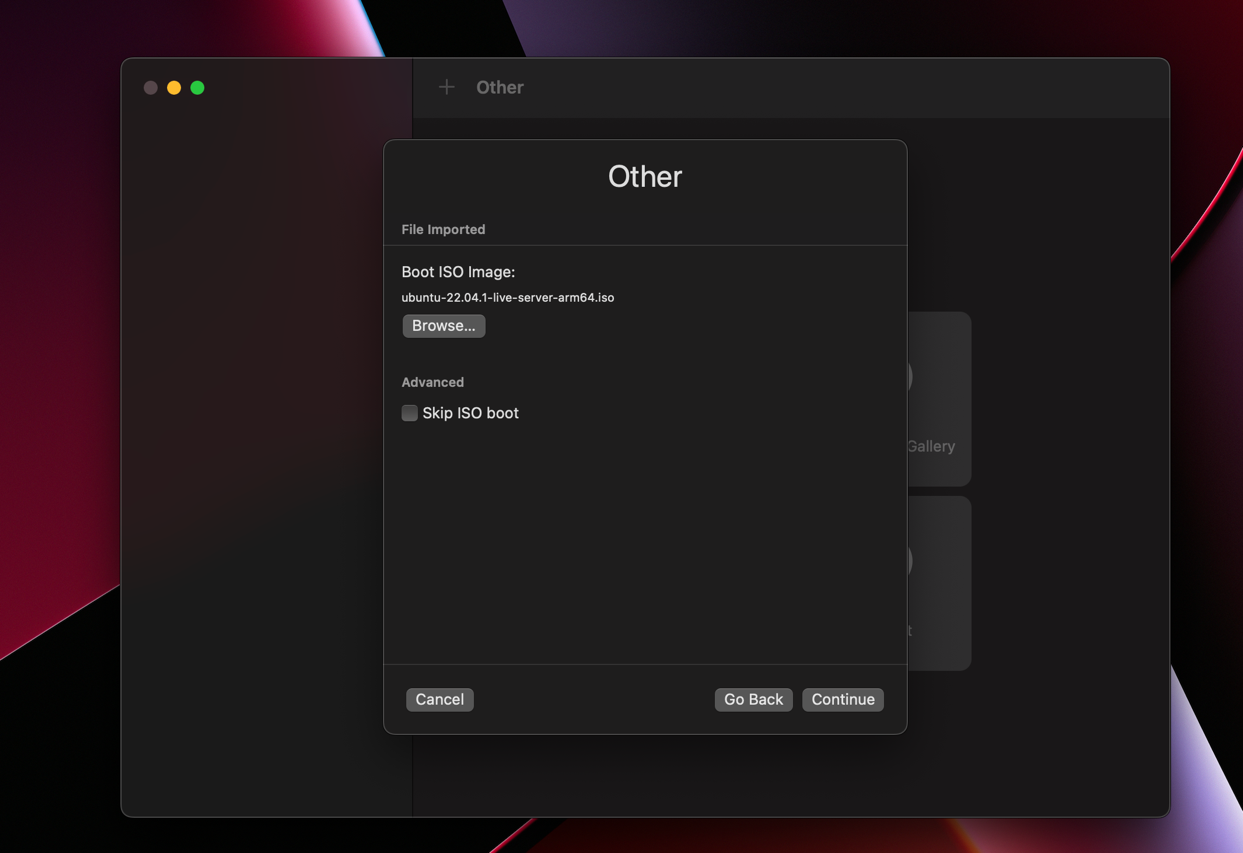 Other
Other
File Imported
Boot ISO Image:
ubuntu-22.04.1-live-server-arm64.iso
Browse...
Advanced
Skip ISO boot
Gallery
t
Cancel
Go Back
Continue